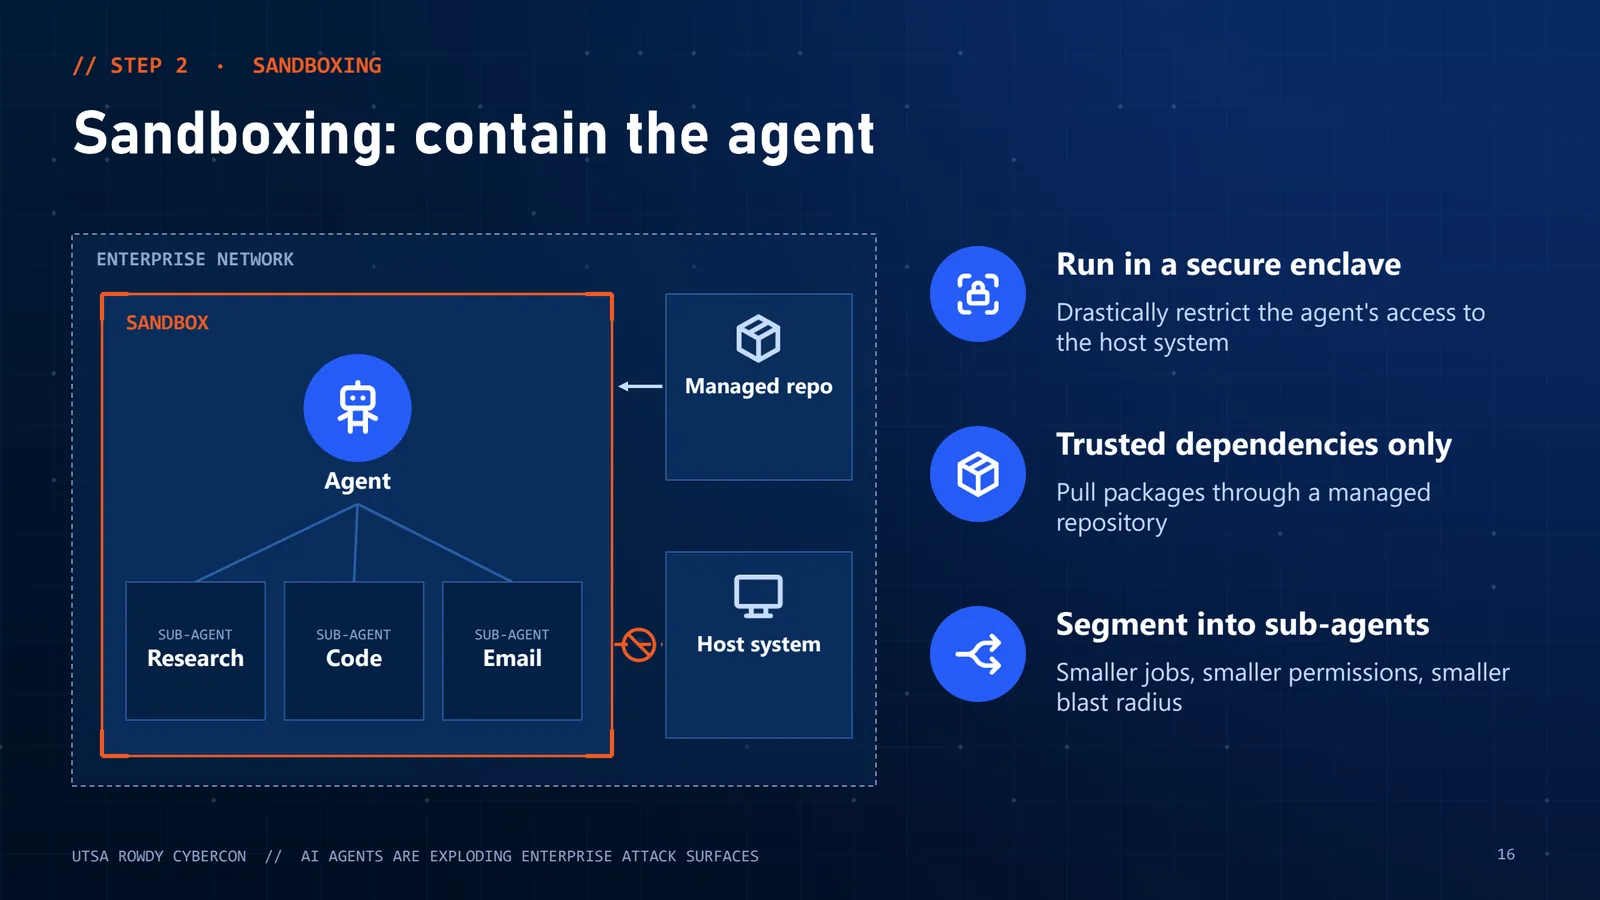 // STEP 2 · SANDBOXING
Sandboxing: contain the agent
ENTERPRISE NETWORK
SANDBOX
Agent
SUB-AGENT
Research
SUB-AGENT
Code
SUB-AGENT
Email
Managed repo
Host system
Run in a secure enclave
Drastically restrict the agent's access to
the host system
Trusted dependencies only
Pull packages through a managed
repository
Segment into sub-agents
Smaller jobs, smaller permissions, smaller
blast radius
UTSA ROWDY CYBERCON // AI AGENTS ARE EXPLODING ENTERPRISE ATTACK SURFACES
16